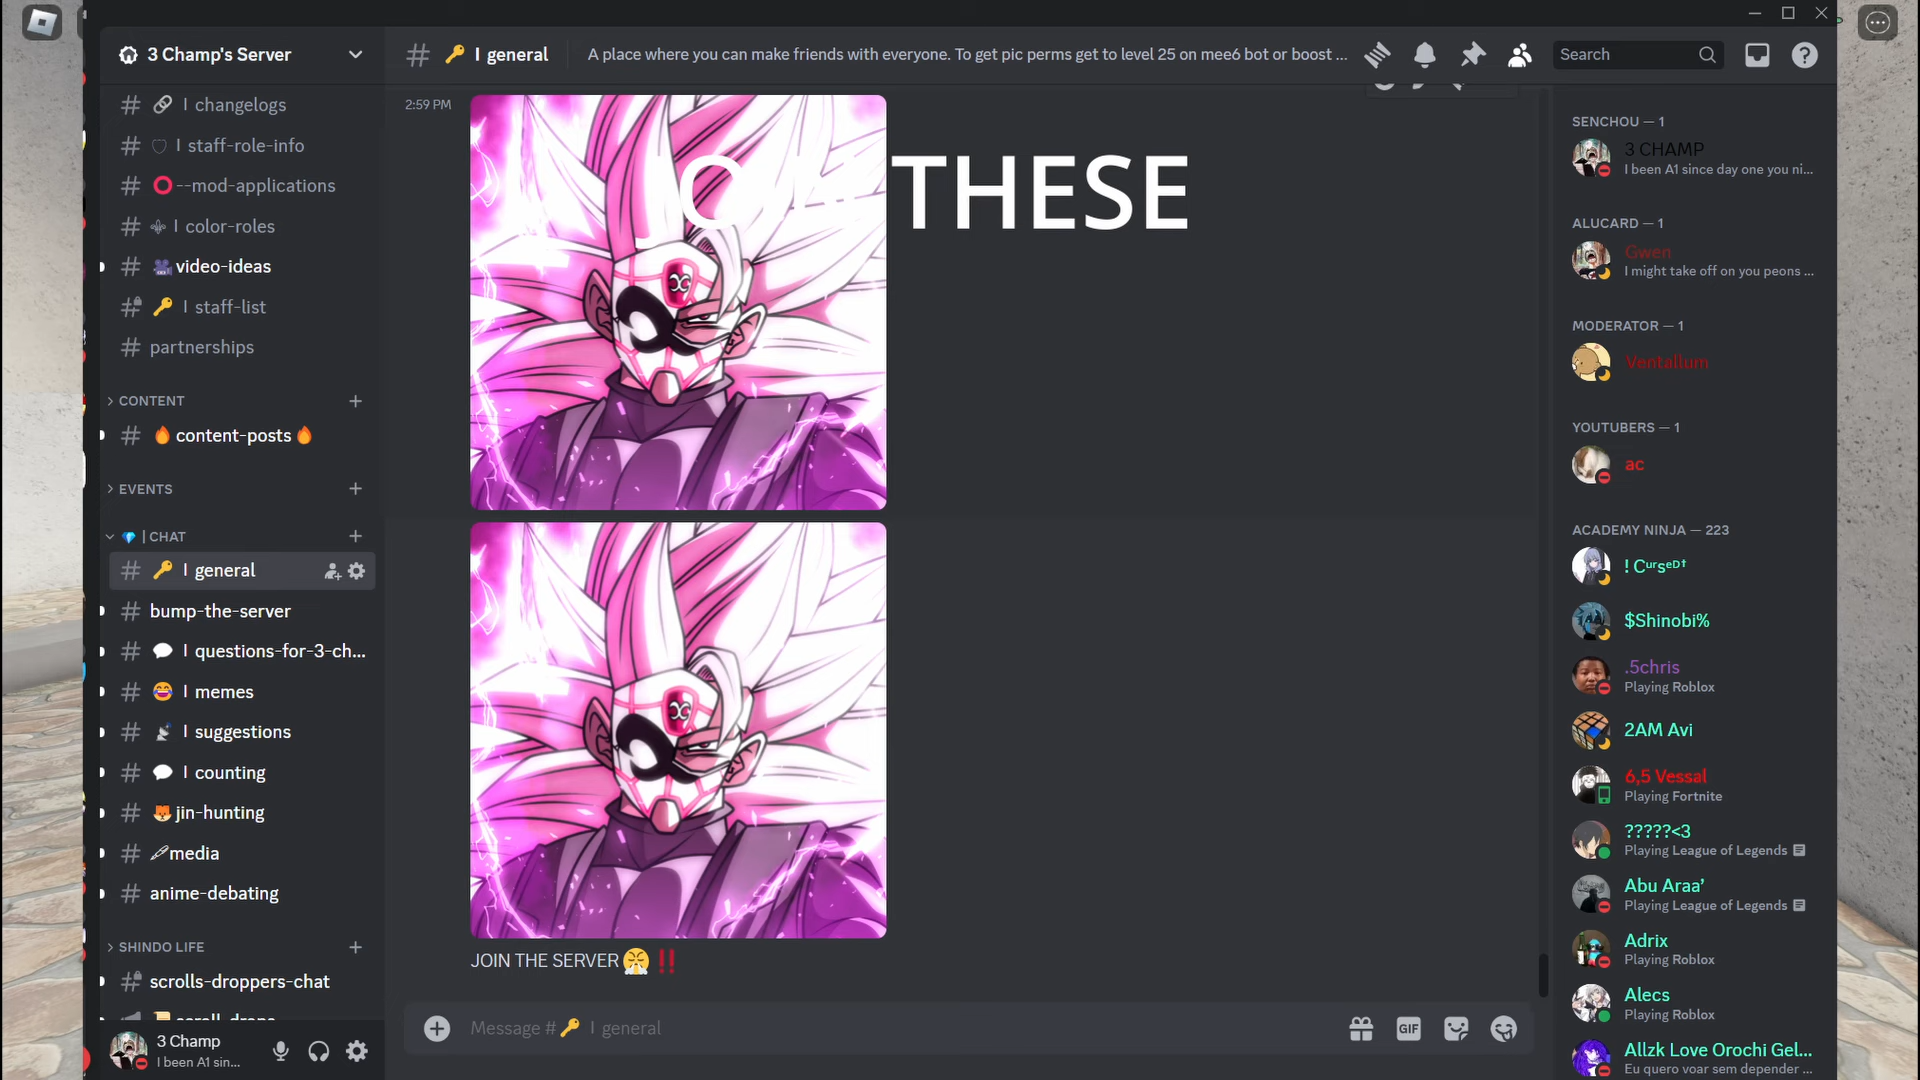 3 Champ's Server
I general
A place where you can make friends with everyone. To get pic perms get to level 25 on mee6 bot or boost ...
Search
I changelogs
I staff-role-info
--mod-applications
I color-roles
video-ideas
I staff-list
partnerships
CONTENT
content-posts
EVENTS
| CHAT
I general
bump-the-server
I questions-for-3-ch...
I memes
I suggestions
I counting
jin-hunting
media
anime-debating
SHINDO LIFE
scrolls-droppers-chat
3 Champ
I been A1 sin...
2:59 PM
THESE
JOIN THE SERVER
Message # I general
GIF
SENCHOU — 1
3 CHAMP
I been A1 since day one you ni...
ALUCARD — 1
Gwen
I might take off on you peons ...
MODERATOR — 1
Ventallum
YOUTUBERS — 1
ac
ACADEMY NINJA — 223
! Cᵘʳsᵉᴰᵗ
$Shinobi%
.5chris
Playing Roblox
2AM Avi
6,5 Vessal
Playing Fortnite
?????<3
Playing League of Legends
Abu Araa’
Playing League of Legends
Adrix
Playing Roblox
Alecs
Playing Roblox
Allzk Love Orochi Gel...
Eu quero voar sem depender ...